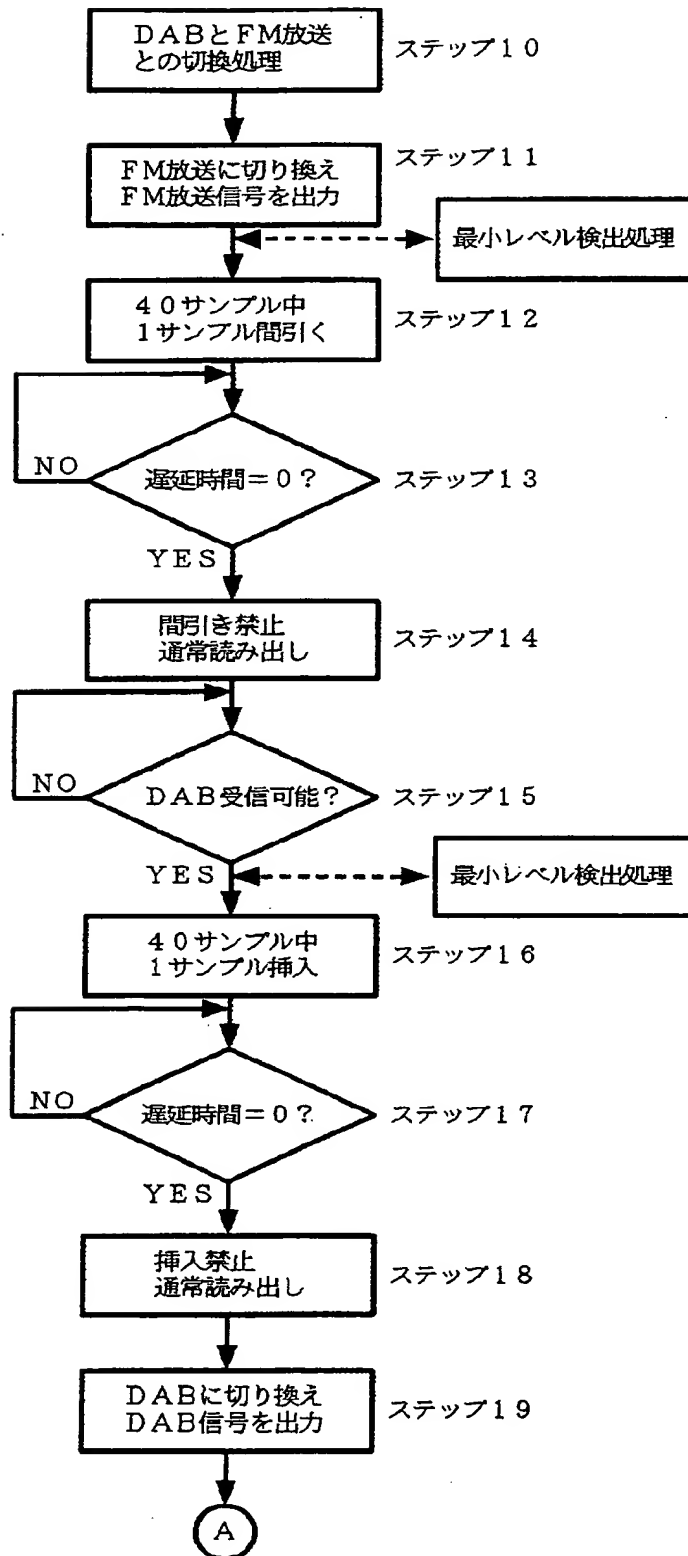 DABとFM放送
との切換処理
ステップ10
FM放送に切り換え
FM放送信号を出力
ステップ11
最小レベル検出処理
40サンプル中
1サンプル間引く
ステップ12
NO
遅延時間=0?
ステップ13
YES
間引き禁止
通常読み出し
ステップ14
NO
DAB受信可能?
ステップ15
YES
最小レベル検出処理
40サンプル中
1サンプル挿入
ステップ16
NO
遅延時間=0?
ステップ17
YES
挿入禁止
通常読み出し
ステップ18
DABに切り換え
DAB信号を出力
ステップ19
A